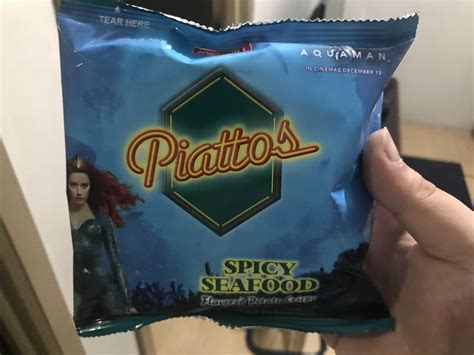 TEAR HERE
AQUAMAN
IN CINEMAS DECEMBER 13
Piattos
SPICY
SEAFOOD
Flavored Potato Crisps